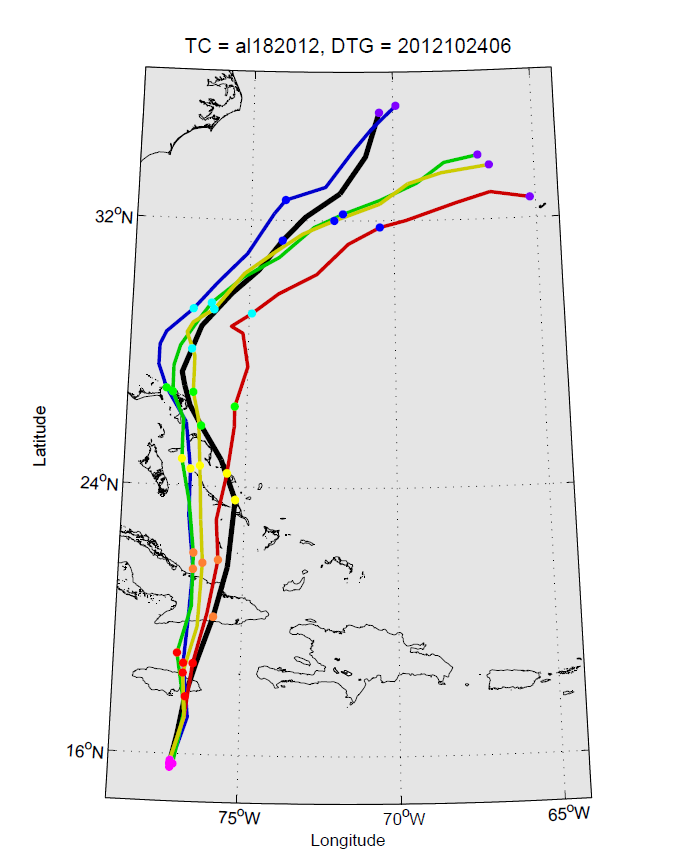 TC = al182012, DTG = 2012102406
32°N
24°N
16°N
75°W
70°W
65°W
Latitude
Longitude